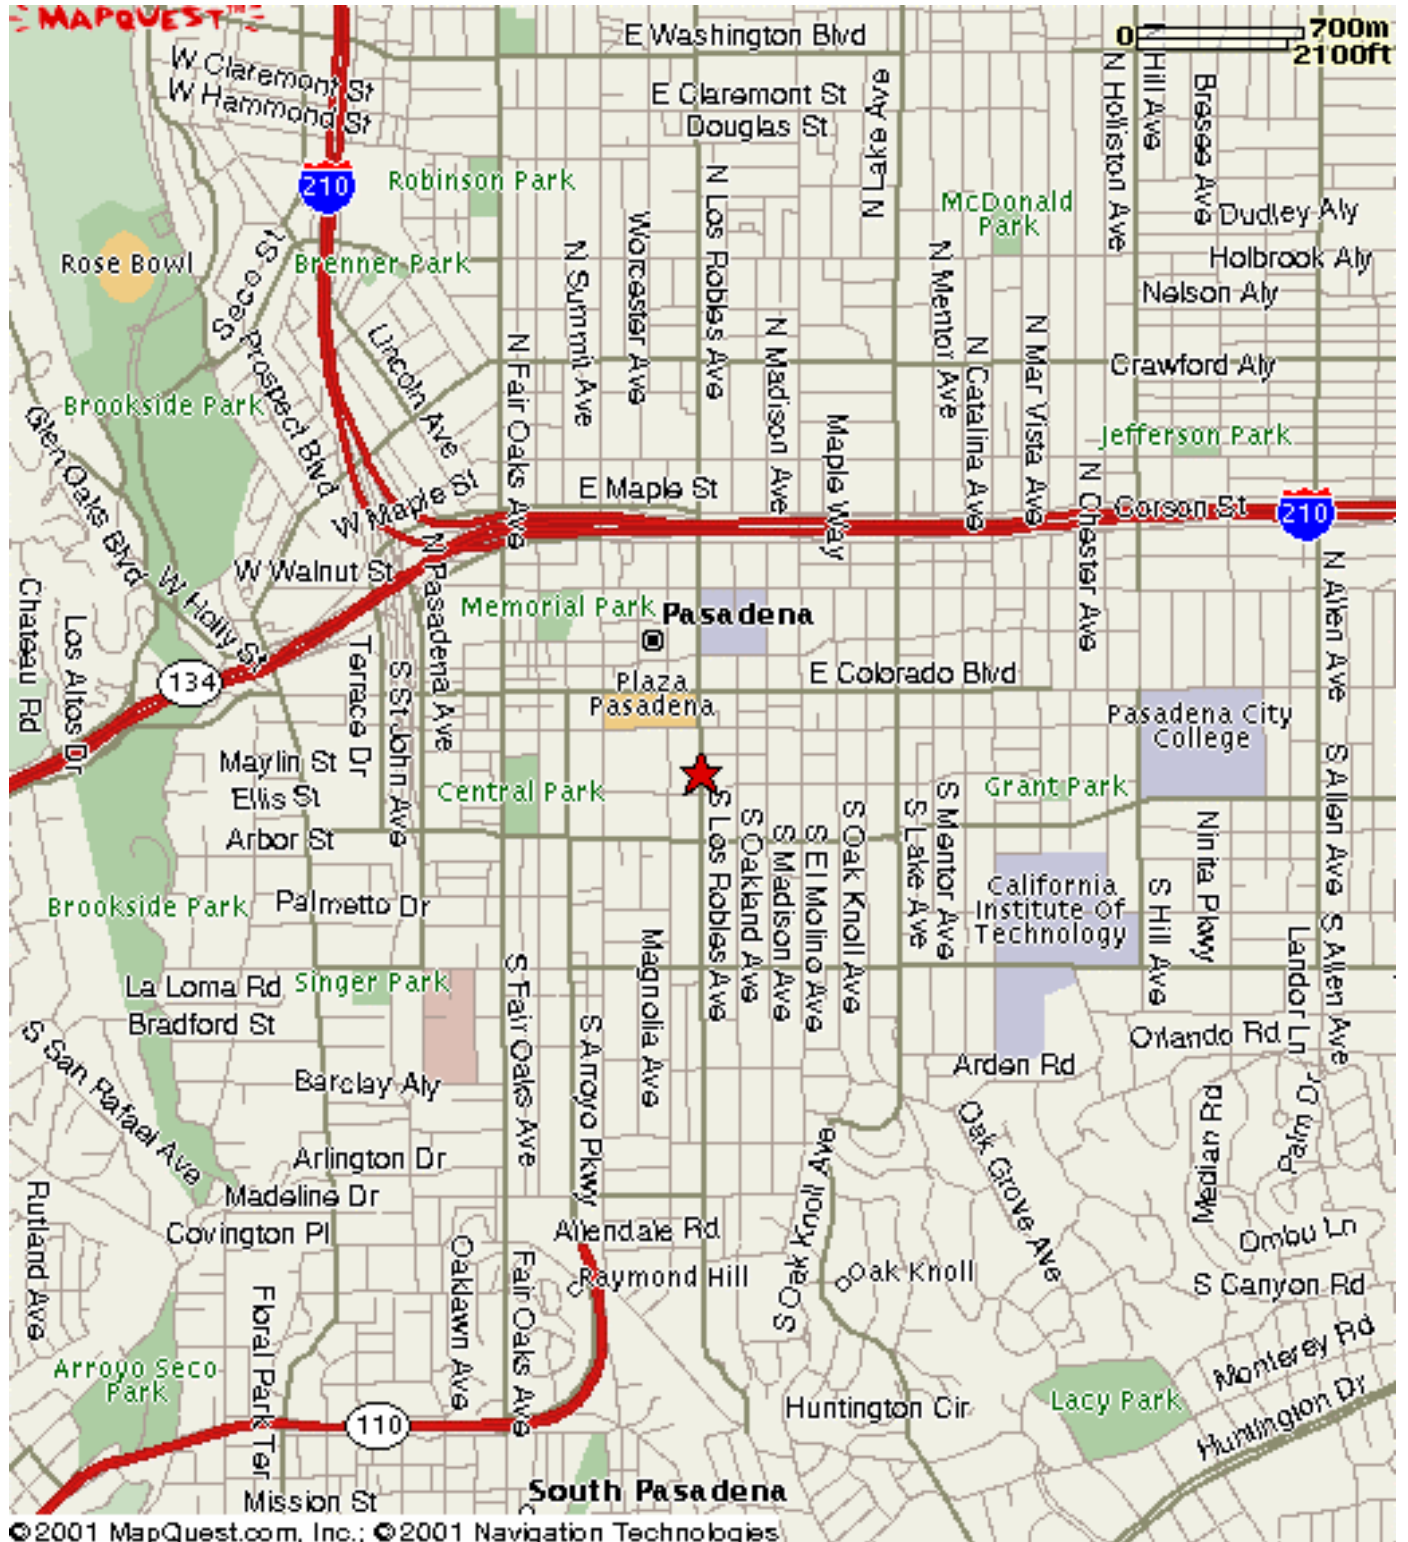 MAPQUEST™
E Washington Blvd
0
700m
2100ft
W Claremont St
W Hammond St
E Claremont St
Douglas St
N Lake Ave
N Holliston Ave
N Hill Ave
Bresee Ave
210
Robinson Park
McDonald
Park
Dudley Aly
Rose Bowl
Seco St
Brenner Park
N Summit Ave
Worcester Ave
N Los Robles Ave
N Mentor Ave
Holbrook Aly
Nelson Aly
Prospect Blvd
Lincoln Ave
N Fair Oaks Ave
N Madison Ave
N Catalina Ave
N Mar Vista Ave
Crawford Aly
Brookside Park
Glen Oaks Blvd
Maple Way
Jefferson Park
W Maple St
E Maple St
N Chester Ave
Corson St
210
W Walnut St
N Pasadena Ave
N Allen Ave
Chateau Rd
Los Altos Dr
W Holly St
Memorial Park
Pasadena
134
Terrace Dr
S St John Ave
Plaza
Pasadena
E Colorado Blvd
Pasadena City
College
Maylin St
Ellis St
Arbor St
Central Park
Grant Park
S Allen Ave
S Los Robles Ave
S Oakland Ave
S Madison Ave
S El Molino Ave
S Oak Knoll Ave
S Lake Ave
S Mentor Ave
Ninita Pkwy
California
Institute Of
Technology
S Hill Ave
Brookside Park
Palmetto Dr
Magnolia Ave
Landor Ln
S Allen Ave
La Loma Rd
Singer Park
S Fair Oaks Ave
Bradford St
S San Rafael Ave
S Arroyo Pkwy
Orlando Rd
Arden Rd
Barclay Aly
Median Rd
Palm Dr
Oak Grove Ave
Arlington Dr
Madeline Dr
Covington Pl
Rutland Ave
S Oak Knoll Ave
Allendale Rd
Ombu Ln
Raymond Hill
Oak Knoll
S Canyon Rd
Floral Park Ter
Oaklawn Ave
Fair Oaks Ave
Monterey Rd
Arroyo Seco
Park
Lacy Park
Huntington Cir
Huntington Dr
110
Mission St
South Pasadena
©2001 MapQuest.com, Inc.; ©2001 Navigation Technologies